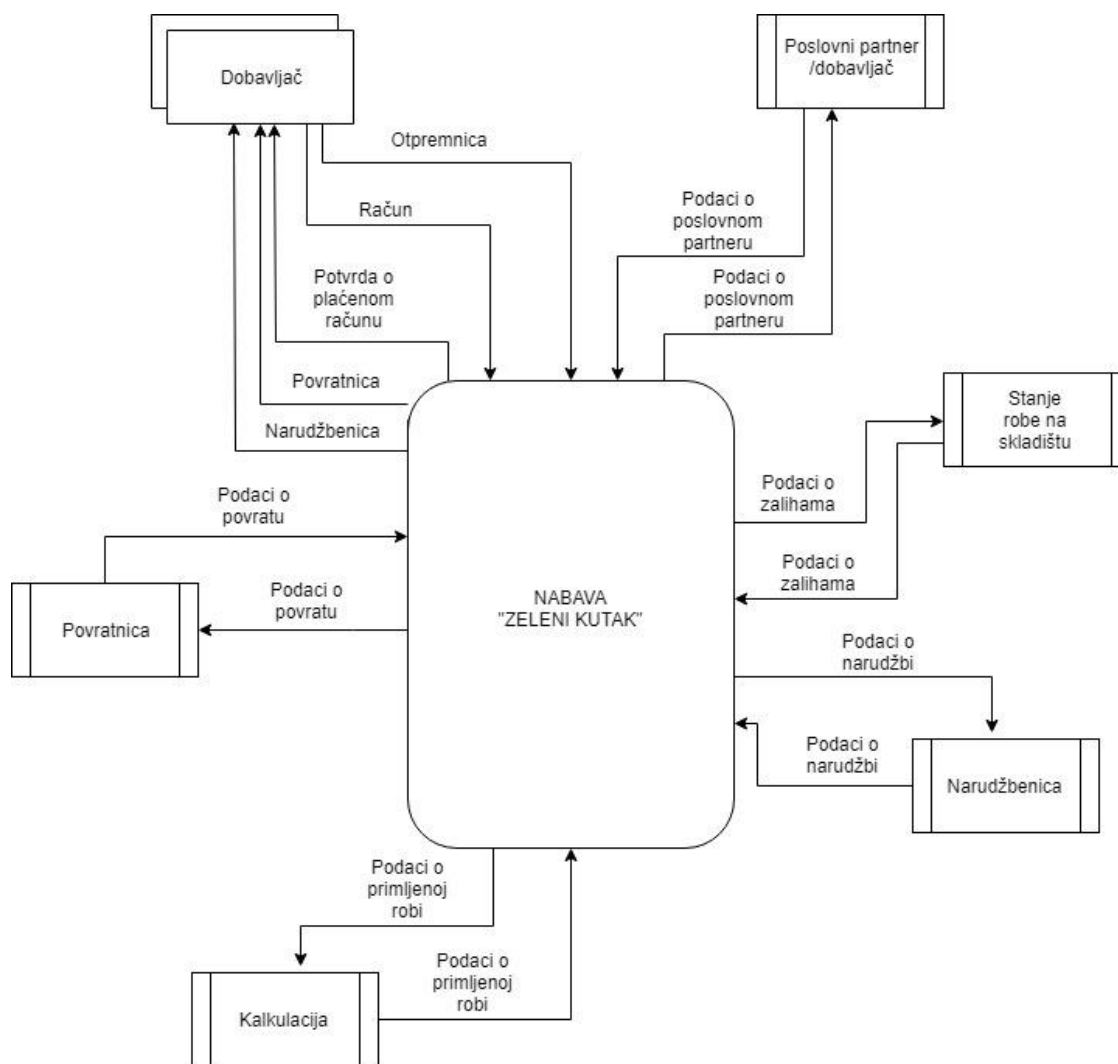 Dobavljač
Poslovni partner
/dobavljač
Otpremnica
Račun
Podaci o
poslovnom
partneru
Potvrda o
plaćenom
računu
Podaci o
poslovnom
partneru
Povratnica
Narudžbenica
Stanje
robe na
skladištu
Podaci o
zalihama
Podaci o
povratu
Podaci o
zalihama
Podaci o
povratu
Povratnica
NABAVA
"ZELENI KUTAK"
Podaci o
narudžbi
Podaci o
narudžbi
Narudžbenica
Podaci o
primljenoj
robi
Podaci o
primljenoj
robi
Kalkulacija